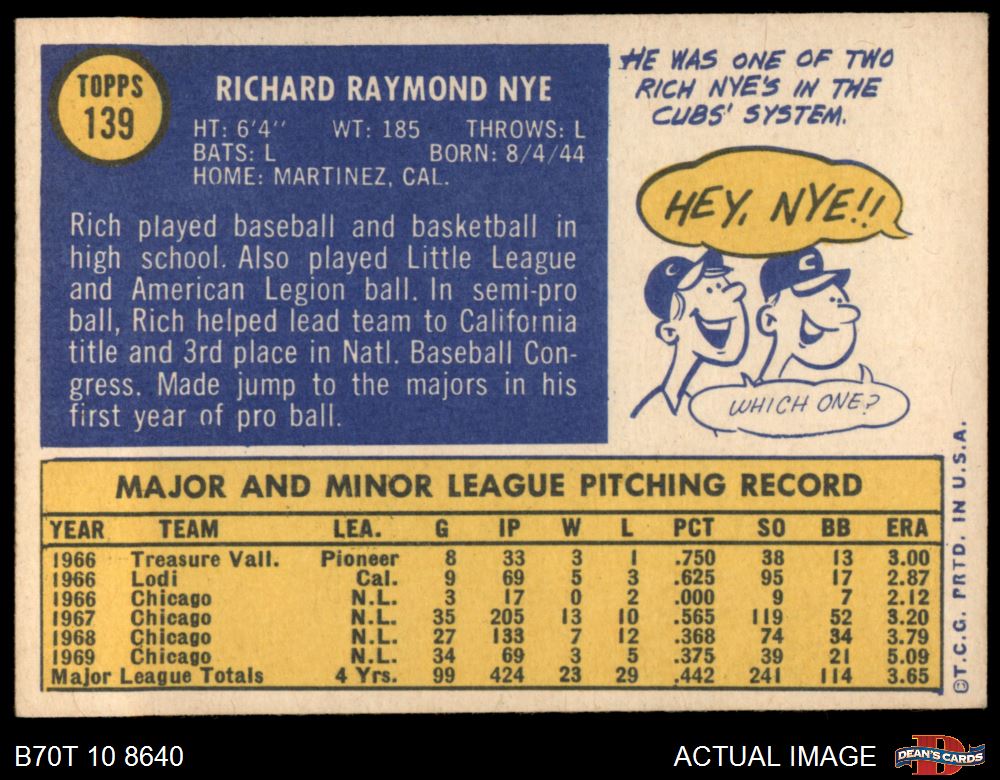 TOPPS
139
RICHARD RAYMOND NYE
HT: 6'4" WT: 185 THROWS: L
BATS: L BORN: 8/4/44
HOME: MARTINEZ, CAL.
Rich played baseball and basketball in
high school. Also played Little League
and American Legion ball. In semi-pro
ball, Rich helped lead team to California
title and 3rd place in Natl. Baseball Con-
gress. Made jump to the majors in his
first year of pro ball.
HE WAS ONE OF TWO
RICH NYE'S IN THE
CUBS' SYSTEM.
HEY, NYE!!
C
WHICH ONE?
MAJOR AND MINOR LEAGUE PITCHING RECORD
YEAR TEAM LEA. G IP W L PCT SO BB ERA
1966 Treasure Vall. Pioneer 8 33 3 1 .750 38 13 3.00
1966 Lodi Cal. 9 69 5 3 .625 95 17 2.87
1966 Chicago N.L. 3 17 0 2 .000 9 7 2.12
1967 Chicago N.L. 35 205 13 10 .565 119 52 3.20
1968 Chicago N.L. 27 133 7 12 .368 74 34 3.79
1969 Chicago N.L. 34 69 3 5 .375 39 21 5.09
Major League Totals 4 Yrs. 99 424 23 29 .442 241 114 3.65
©T.C.G. PRTD. IN U.S.A.
B70T 10 8640
ACTUAL IMAGE
D
DEAN'S CARDS